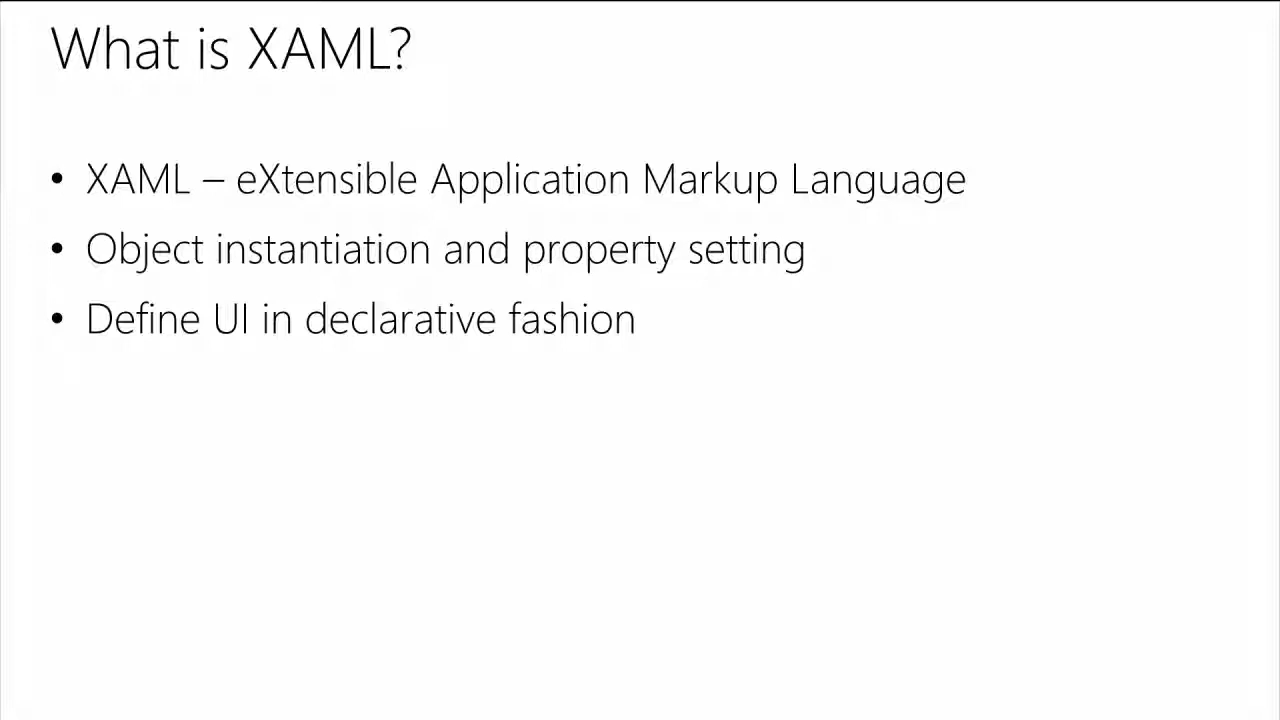 What is XAML?
• XAML – eXtensible Application Markup Language
• Object instantiation and property setting
• Define UI in declarative fashion